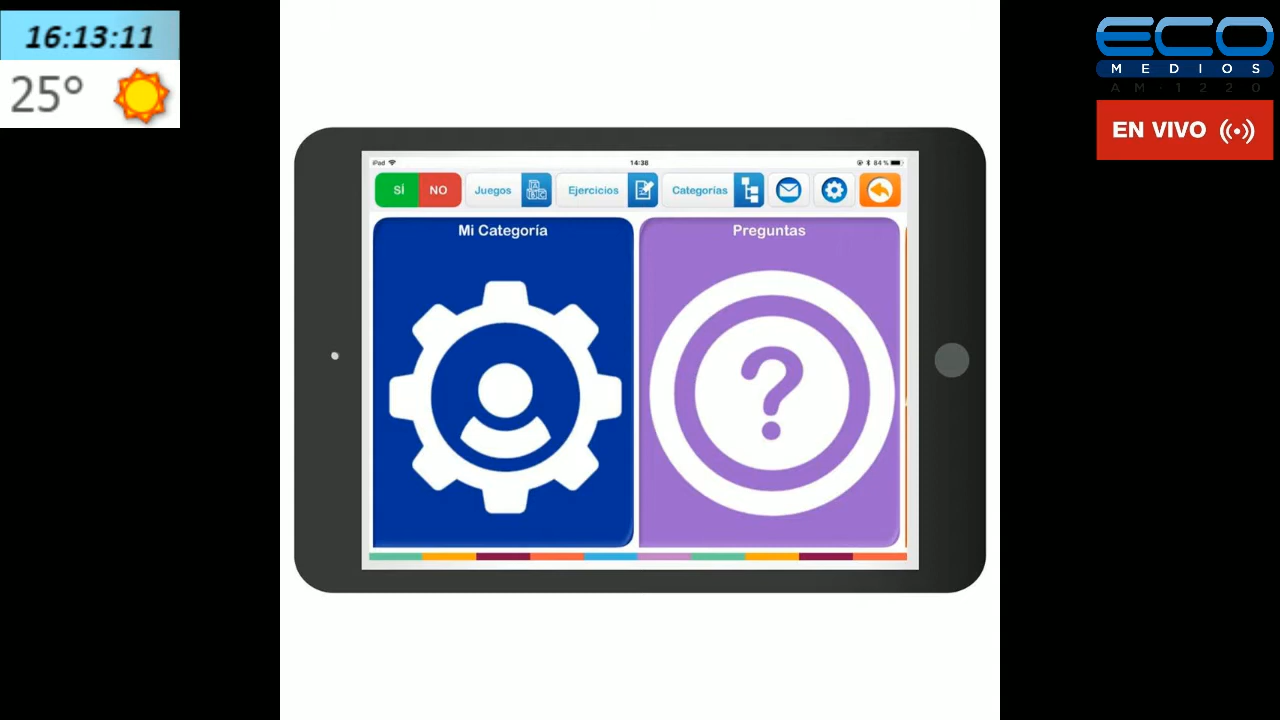 16:13:11
25°
ECO
MEDIOS
AM·1220
EN VIVO
iPad
14:38
84 %
SÍ
NO
Juegos
Ejercicios
Categorías
Mi Categoría
Preguntas
?